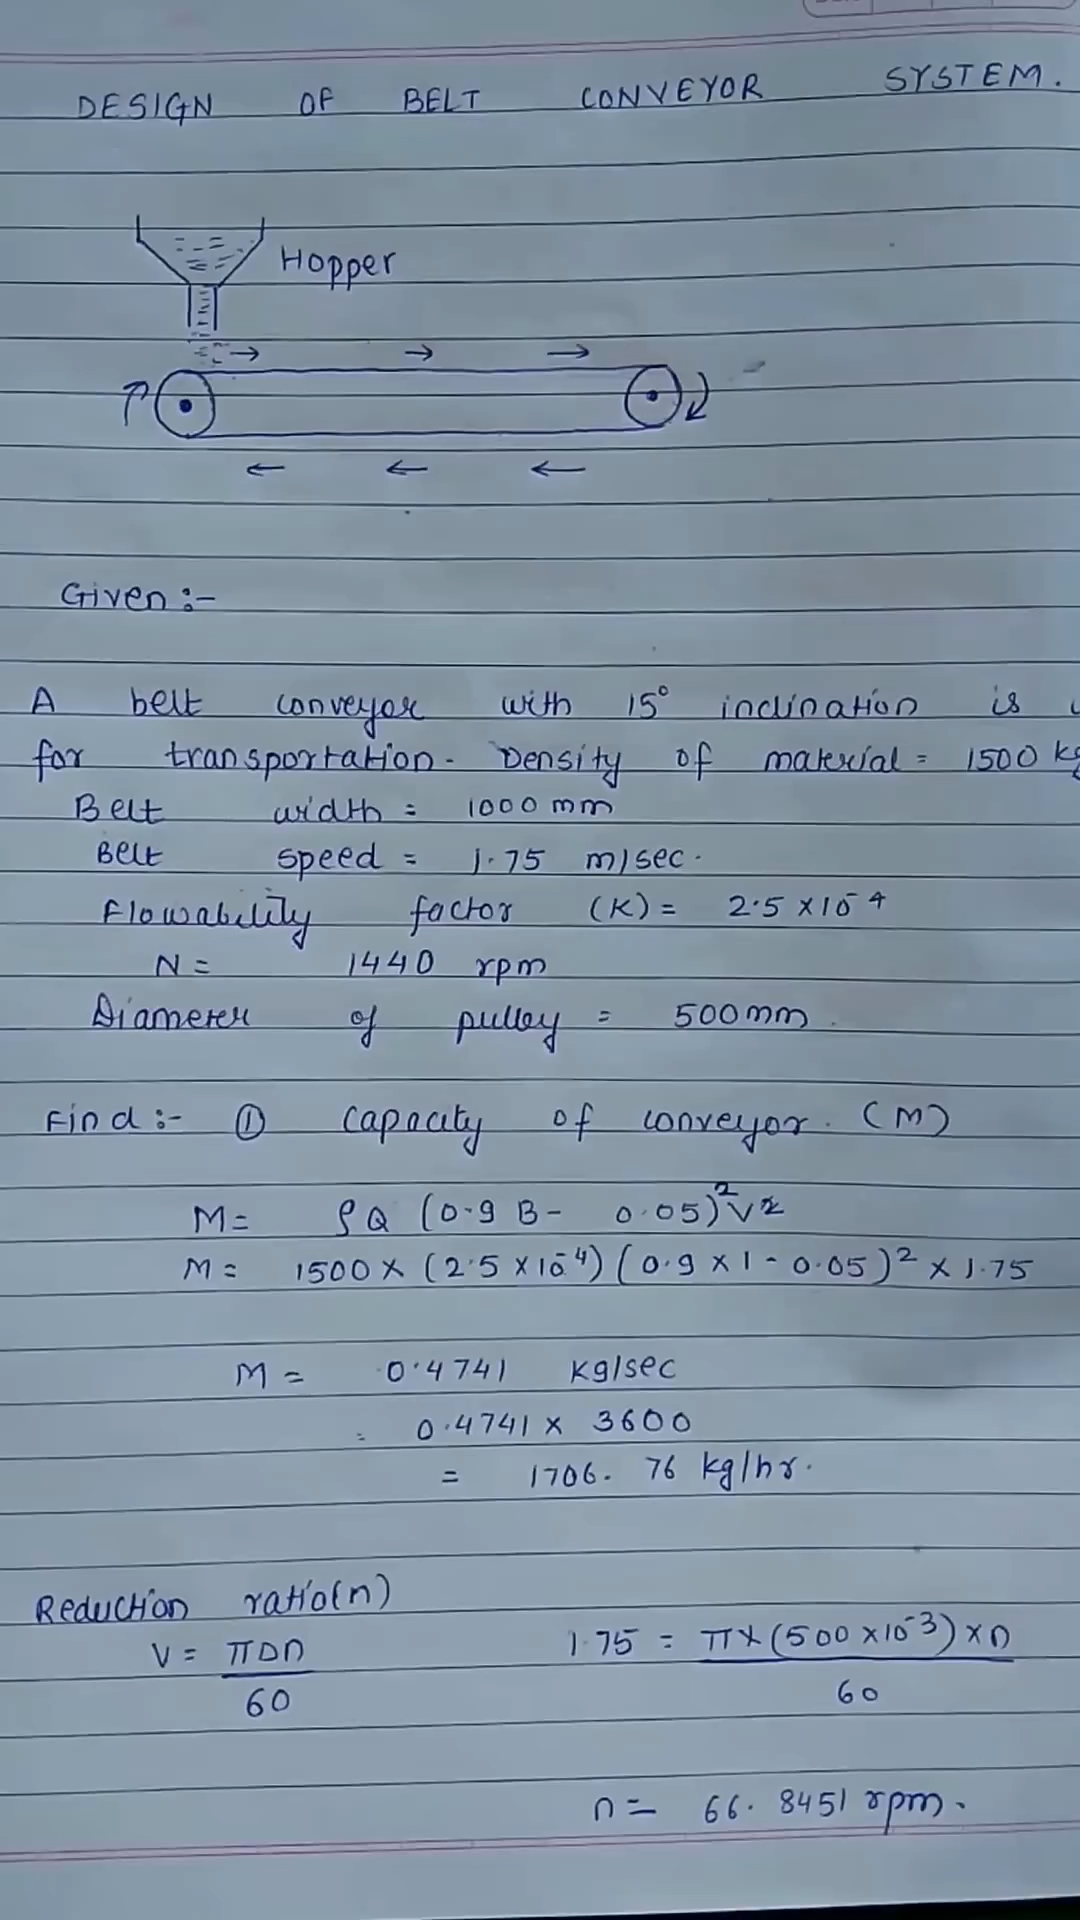 DESIGN OF BELT CONVEYOR SYSTEM.
Hopper
Given :-
A belt conveyor with 15° inclination is
for transportation. Density of material = 1500 kg
Belt width = 1000 mm
Belt speed = 1.75 m/sec.
Flowability factor (K) = 2.5 × 10⁻⁴
N = 1440 rpm
Diameter of pulley = 500mm
Find :- ① Capacity of conveyor. (M)
M = ρQ (0.9 B - 0.05)² V
M = 1500 × (2.5 × 10⁻⁴) (0.9 × 1 - 0.05)² × 1.75
M = 0.4741 kg/sec
= 0.4741 × 3600
= 1706.76 kg/hr.
Reduction ratio(n)
V = πDn/60 1.75 = π × (500 × 10⁻³) × n/60
n = 66.8451 rpm.